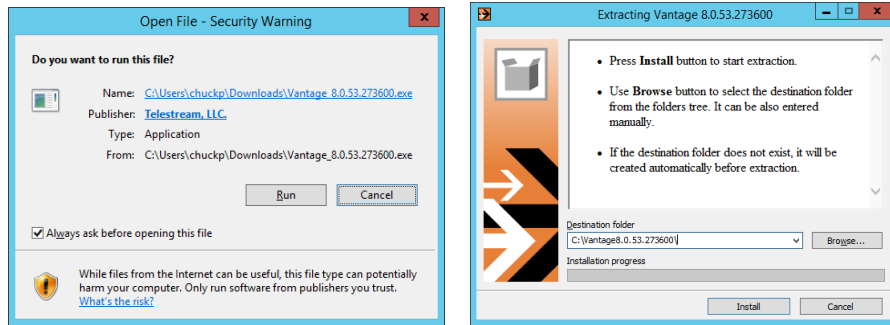 Open File - Security Warning
x
Do you want to run this file?
Name: C:\Users\chuckp\Downloads\Vantage_8.0.53.273600.exe
Publisher: Telestream, LLC.
Type: Application
From: C:\Users\chuckp\Downloads\Vantage_8.0.53.273600.exe
Run Cancel
Always ask before opening this file
While files from the Internet can be useful, this file type can potentially
harm your computer. Only run software from publishers you trust.
What's the risk?
Extracting Vantage 8.0.53.273600
x
• Press Install button to start extraction.
• Use Browse button to select the destination folder
from the folders tree. It can be also entered
manually.
• If the destination folder does not exist, it will be
created automatically before extraction.
Destination folder
C:\Vantage8.0.53.273600\
Browse...
Installation progress
Install Cancel